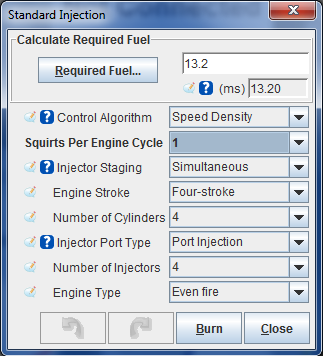 Standard Injection
Calculate Required Fuel
Required Fuel... 13.2
? (ms) 13.20
? Control Algorithm Speed Density
Squirts Per Engine Cycle 1
? Injector Staging Simultaneous
Engine Stroke Four-stroke
Number of Cylinders 4
? Injector Port Type Port Injection
Number of Injectors 4
Engine Type Even fire
Burn Close